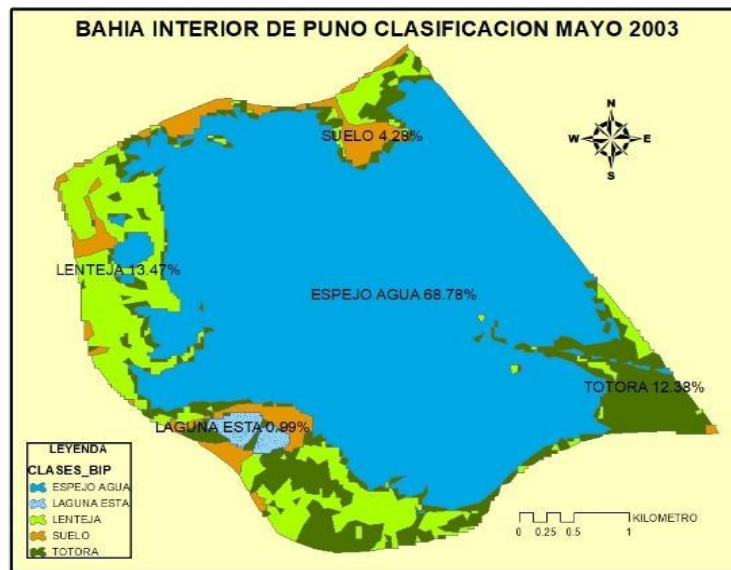 BAHIA INTERIOR DE PUNO CLASIFICACION MAYO 2003
N
W E
S
SUELO 4.28%
LENTEJA 13.47%
ESPEJO AGUA 68.78%
TOTORA 12.38%
LAGUNA ESTA 0.99%
LEYENDA
CLASES_BIP
ESPEJO AGUA
LAGUNA ESTA
LENTEJA
SUELO
TOTORA
KILOMETRO
0 0.25 0.5 1